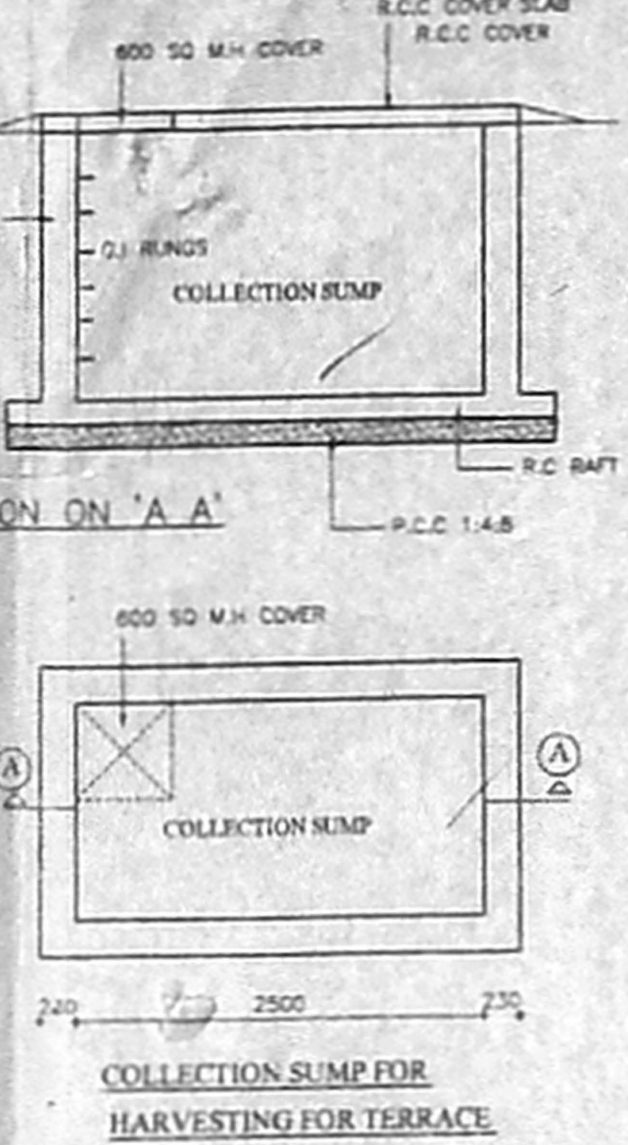 R.C.C COVER SLAB
R.C.C COVER
600 SQ M.H COVER
G.I RUNGS
COLLECTION SUMP
R.C RAFT
ON ON 'A A'
P.C.C 1:4:8
600 SQ M.H COVER
A
A
COLLECTION SUMP
2500
230
COLLECTION SUMP FOR
HARVESTING FOR TERRACE